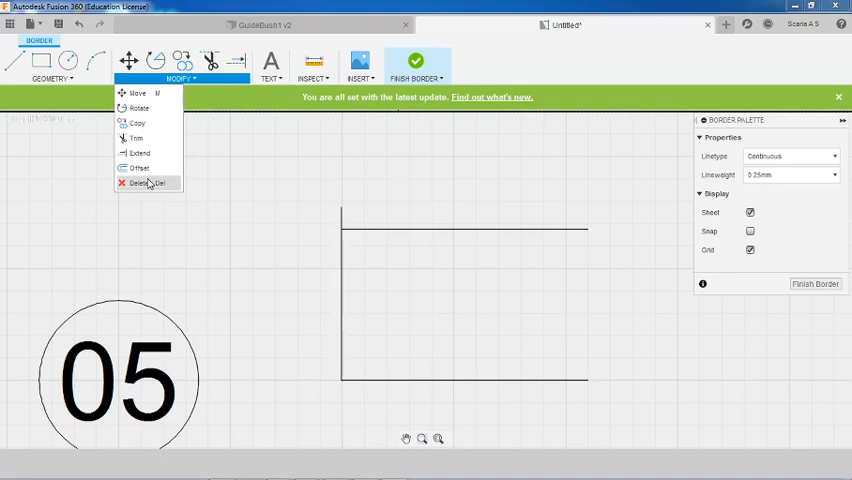 Autodesk Fusion 360 (Education License)
GuideBush1 v2
Untitled*
Scaria A S
BORDER
GEOMETRY
MODIFY
TEXT
INSPECT
INSERT
FINISH BORDER
You are all set with the latest update. Find out what's new.
Move M
Rotate
Copy
Trim
Extend
Offset
Delete Del
BORDER PALETTE
Properties
Linetype Continuous
Lineweight 0.25mm
Display
Sheet
Snap
Grid
Finish Border
05